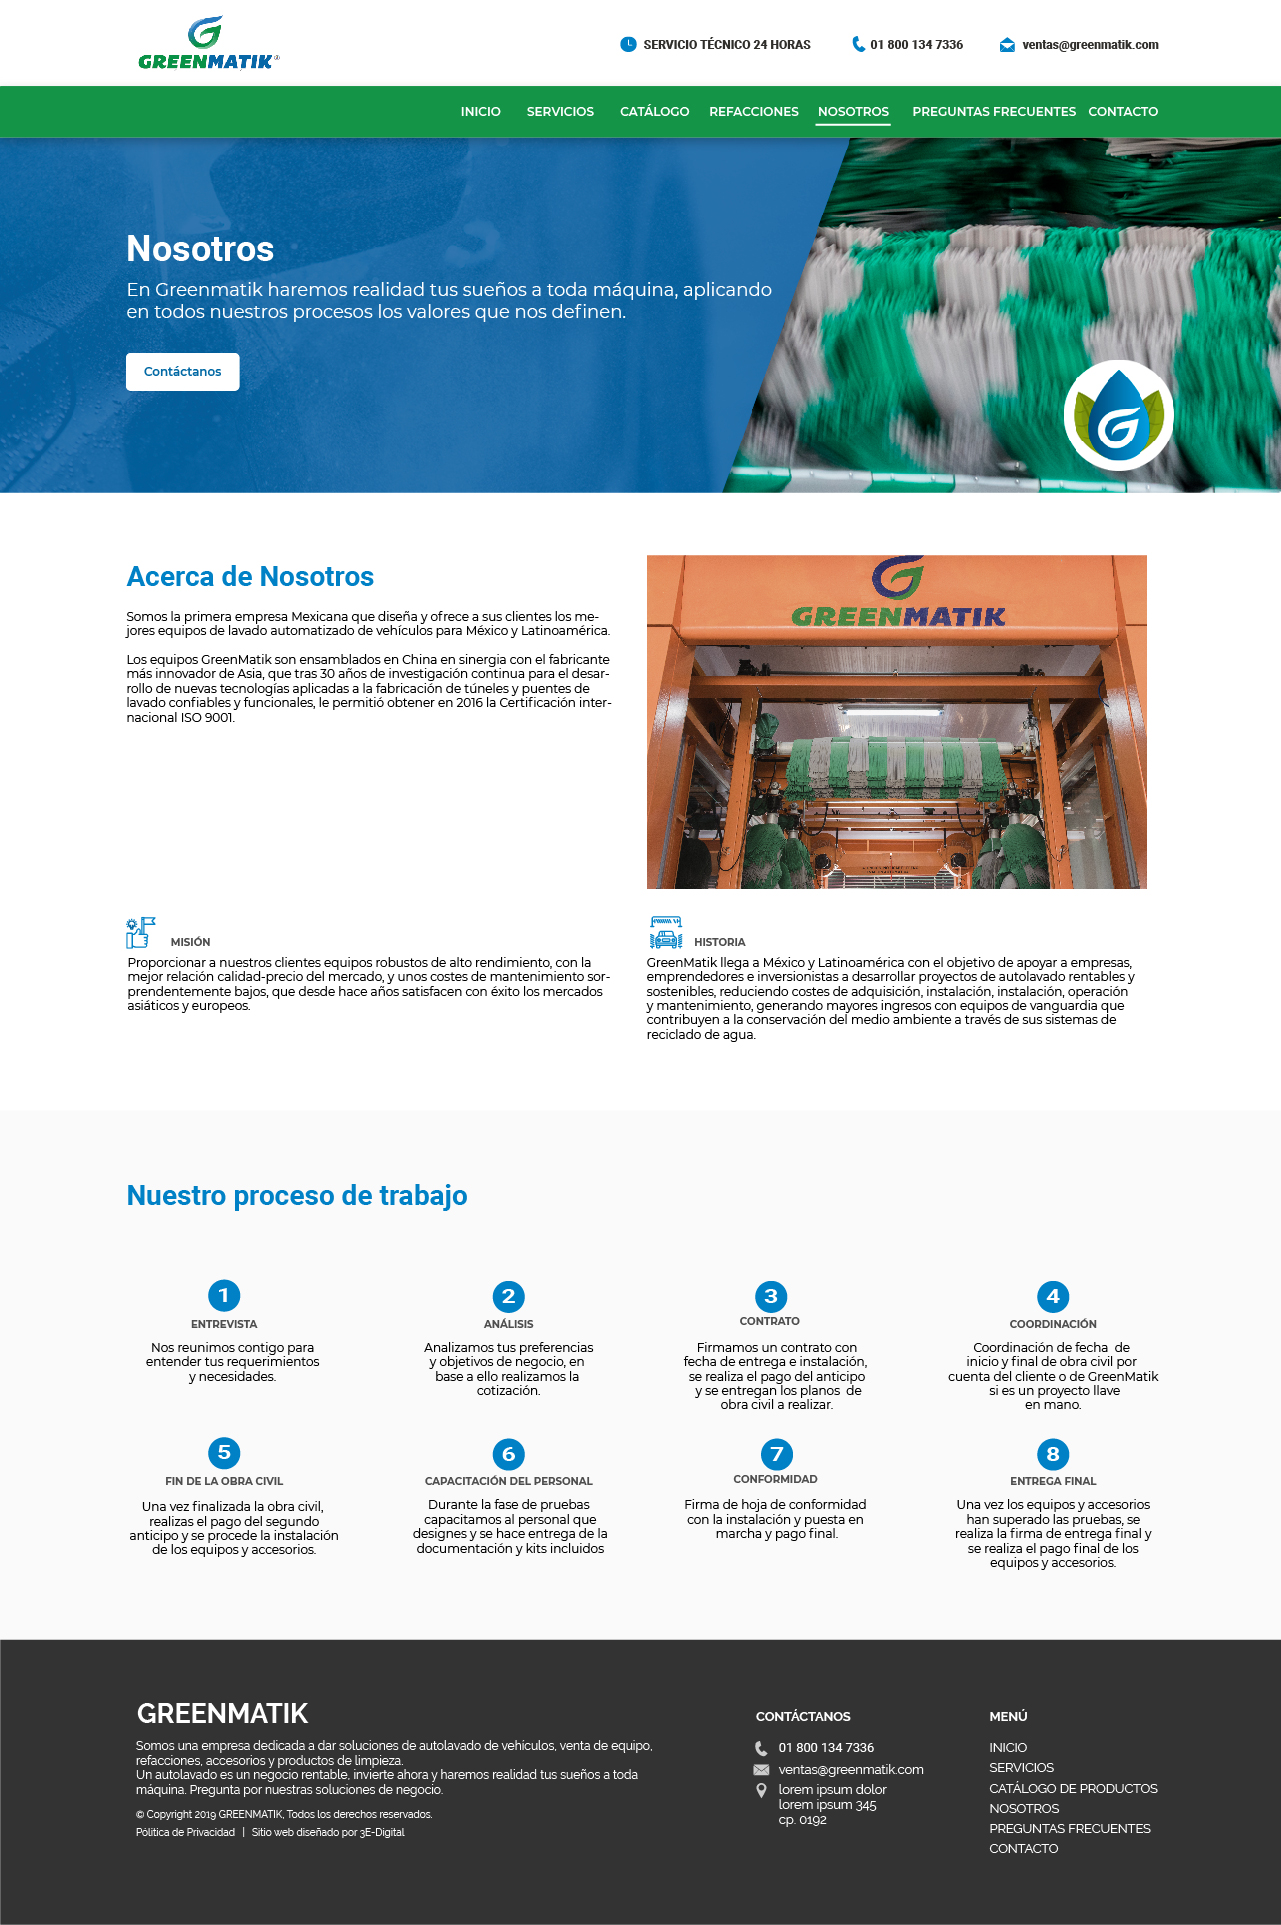 GREENMATIK®
SERVICIO TÉCNICO 24 HORAS
01 800 134 7336
ventas@greenmatik.com
INICIO SERVICIOS CATÁLOGO REFACCIONES NOSOTROS PREGUNTAS FRECUENTES CONTACTO
Nosotros
En Greenmatik haremos realidad tus sueños a toda máquina, aplicando
en todos nuestros procesos los valores que nos definen.
Contáctanos
Acerca de Nosotros
Somos la primera empresa Mexicana que diseña y ofrece a sus clientes los me-
jores equipos de lavado automatizado de vehículos para México y Latinoamérica.
Los equipos GreenMatik son ensamblados en China en sinergia con el fabricante
más innovador de Asia, que tras 30 años de investigación continua para el desar-
rollo de nuevas tecnologías aplicadas a la fabricación de túneles y puentes de
lavado confiables y funcionales, le permitió obtener en 2016 la Certificación inter-
nacional ISO 9001.
GREENMATIK
MISIÓN
Proporcionar a nuestros clientes equipos robustos de alto rendimiento, con la
mejor relación calidad-precio del mercado, y unos costes de mantenimiento sor-
prendentemente bajos, que desde hace años satisfacen con éxito los mercados
asiáticos y europeos.
HISTORIA
GreenMatik llega a México y Latinoamérica con el objetivo de apoyar a empresas,
emprendedores e inversionistas a desarrollar proyectos de autolavado rentables y
sostenibles, reduciendo costes de adquisición, instalación, instalación, operación
y mantenimiento, generando mayores ingresos con equipos de vanguardia que
contribuyen a la conservación del medio ambiente a través de sus sistemas de
reciclado de agua.
Nuestro proceso de trabajo
1
ENTREVISTA
Nos reunimos contigo para
entender tus requerimientos
y necesidades.
2
ANÁLISIS
Analizamos tus preferencias
y objetivos de negocio, en
base a ello realizamos la
cotización.
3
CONTRATO
Firmamos un contrato con
fecha de entrega e instalación,
se realiza el pago del anticipo
y se entregan los planos de
obra civil a realizar.
4
COORDINACIÓN
Coordinación de fecha de
inicio y final de obra civil por
cuenta del cliente o de GreenMatik
si es un proyecto llave
en mano.
5
FIN DE LA OBRA CIVIL
Una vez finalizada la obra civil,
realizas el pago del segundo
anticipo y se procede la instalación
de los equipos y accesorios.
6
CAPACITACIÓN DEL PERSONAL
Durante la fase de pruebas
capacitamos al personal que
designes y se hace entrega de la
documentación y kits incluidos
7
CONFORMIDAD
Firma de hoja de conformidad
con la instalación y puesta en
marcha y pago final.
8
ENTREGA FINAL
Una vez los equipos y accesorios
han superado las pruebas, se
realiza la firma de entrega final y
se realiza el pago final de los
equipos y accesorios.
GREENMATIK
Somos una empresa dedicada a dar soluciones de autolavado de vehículos, venta de equipo,
refacciones, accesorios y productos de limpieza.
Un autolavado es un negocio rentable, invierte ahora y haremos realidad tus sueños a toda
máquina. Pregunta por nuestras soluciones de negocio.
© Copyright 2019 GREENMATIK, Todos los derechos reservados.
Pólitica de Privacidad | Sitio web diseñado por 3E-Digital
CONTÁCTANOS
01 800 134 7336
ventas@greenmatik.com
lorem ipsum dolor
lorem ipsum 345
cp. 0192
MENÚ
INICIO
SERVICIOS
CATÁLOGO DE PRODUCTOS
NOSOTROS
PREGUNTAS FRECUENTES
CONTACTO